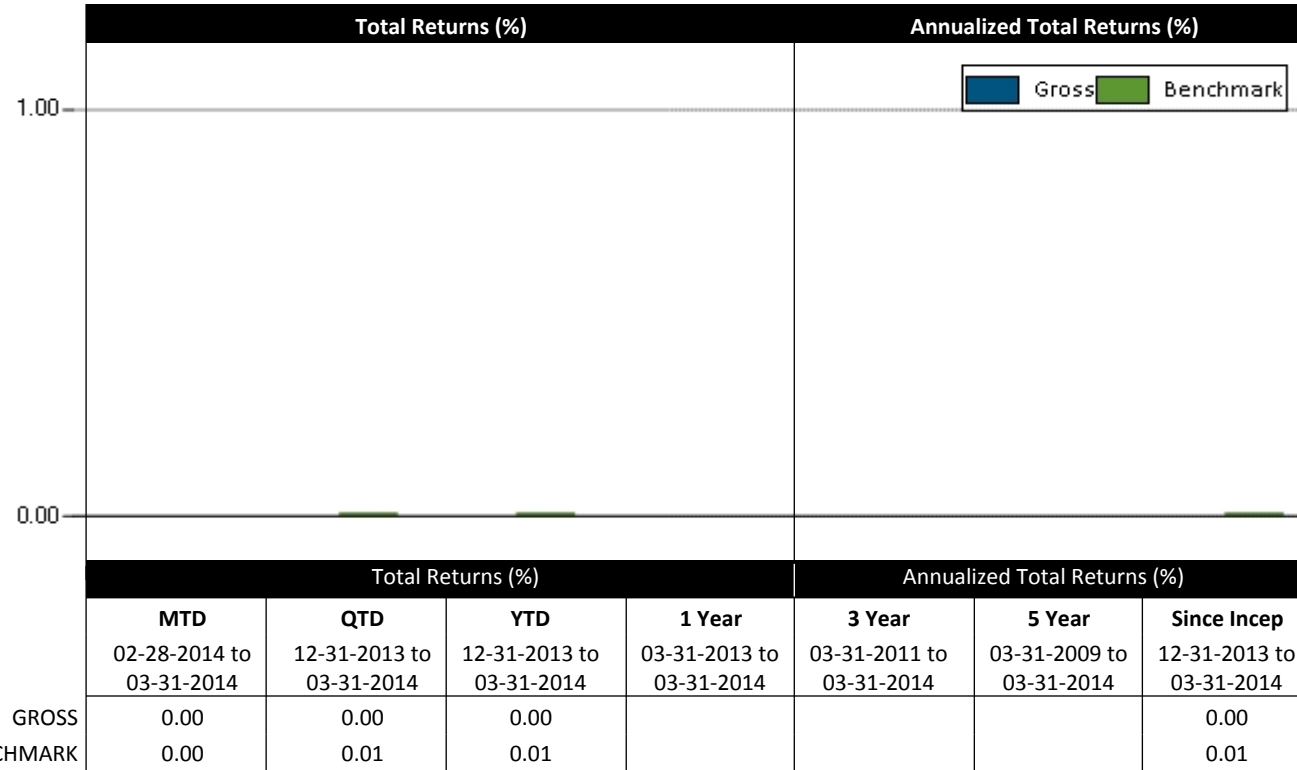 Total Returns (%) Annualized Total Returns (%)
Gross Benchmark
1.00
0.00
Total Returns (%) Annualized Total Returns (%)
MTD QTD YTD 1 Year 3 Year 5 Year Since Incep
02-28-2014 to 12-31-2013 to 12-31-2013 to 03-31-2013 to 03-31-2011 to 03-31-2009 to 12-31-2013 to
03-31-2014 03-31-2014 03-31-2014 03-31-2014 03-31-2014 03-31-2014 03-31-2014
GROSS 0.00 0.00 0.00 0.00
CHMARK 0.00 0.01 0.01 0.01